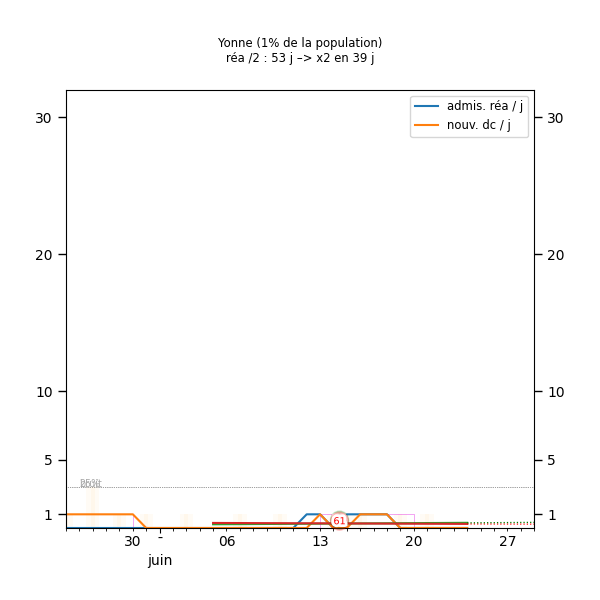 Yonne (1% de la population)
réa /2 : 53 j –> x2 en 39 j
admis. réa / j
nouv. dc / j
30 30
20 20
10 10
5 5
1 1
61
30 - 06 13 20 27
juin